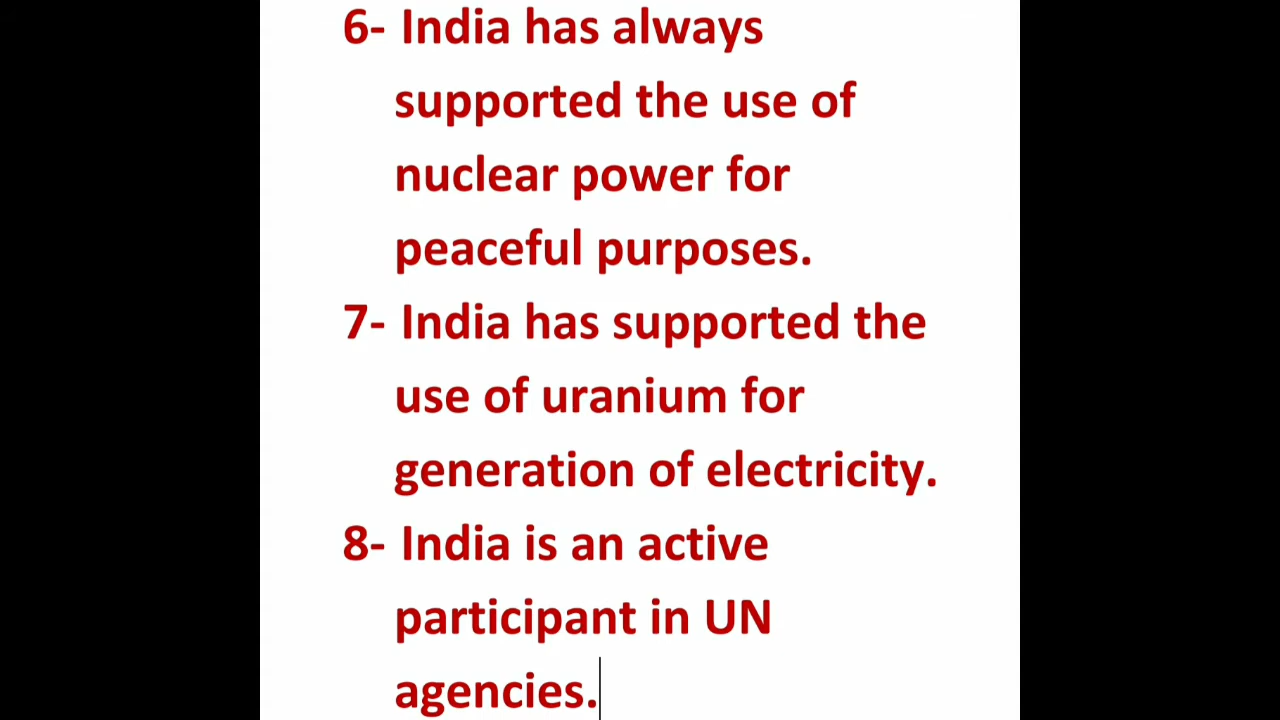 6- India has always
supported the use of
nuclear power for
peaceful purposes.
7- India has supported the
use of uranium for
generation of electricity.
8- India is an active
participant in UN
agencies.